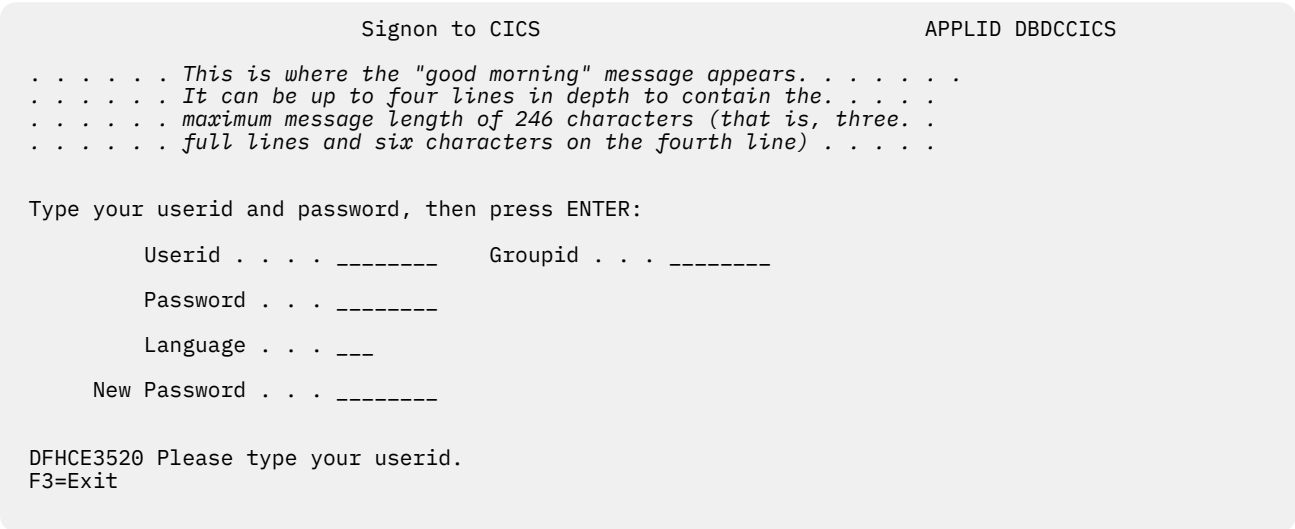 Signon to CICS APPLID DBDCCICS
. . . . . . This is where the "good morning" message appears. . . . . . .
. . . . . . It can be up to four lines in depth to contain the. . . . .
. . . . . . maximum message length of 246 characters (that is, three. .
. . . . . . full lines and six characters on the fourth line) . . . . .
Type your userid and password, then press ENTER:
Userid . . . . ________ Groupid . . . ________
Password . . . ________
Language . . . ___
New Password . . . ________
DFHCE3520 Please type your userid.
F3=Exit